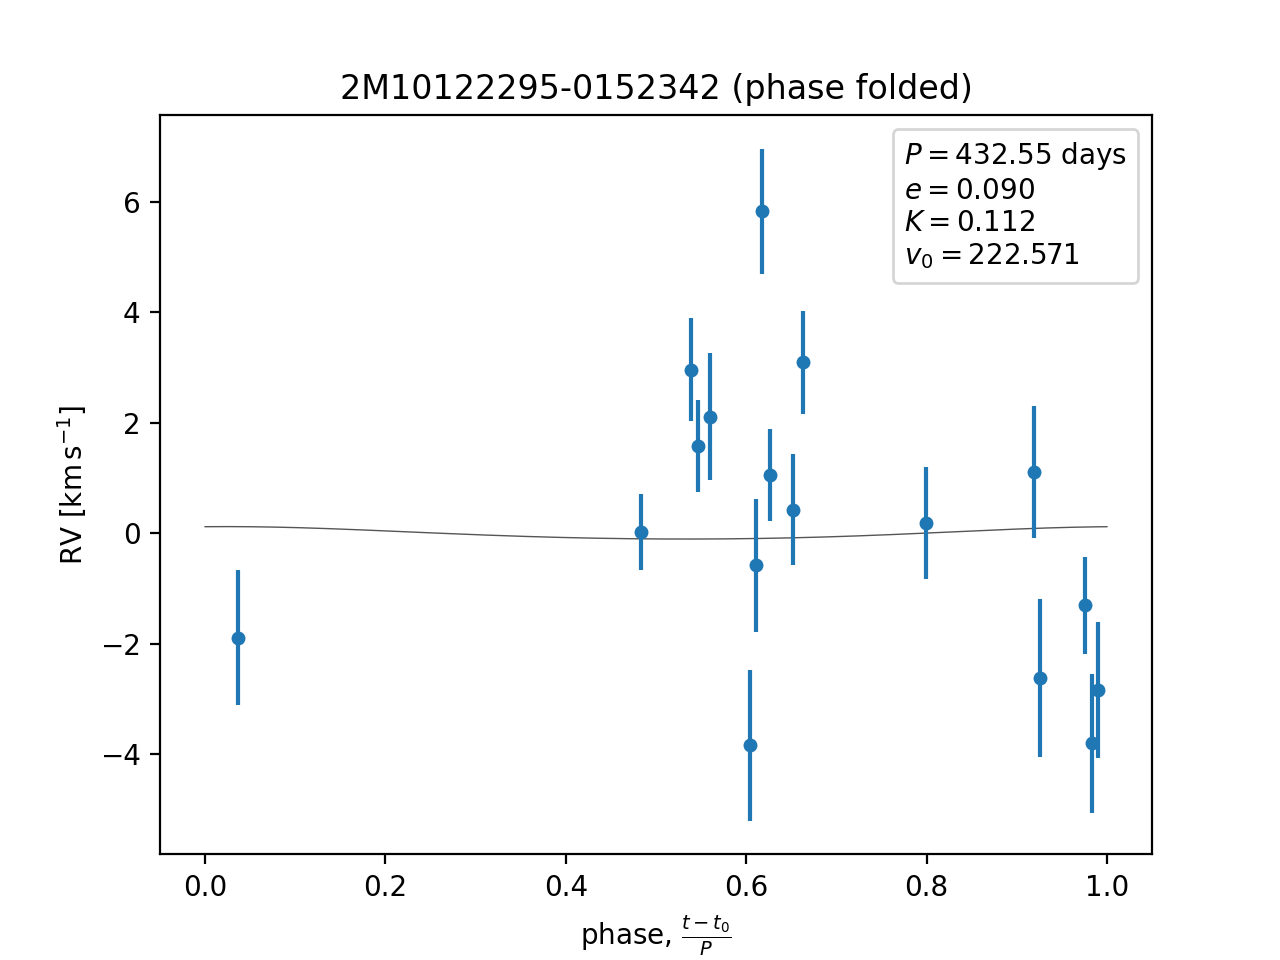 2M10122295-0152342 (phase folded)
P = 432.55 days
e = 0.090
K = 0.112
v₀ = 222.571
RV [km s⁻¹]
6
4
2
0
−2
−4
0.0 0.2 0.4 0.6 0.8 1.0
phase, (t − t₀)/P